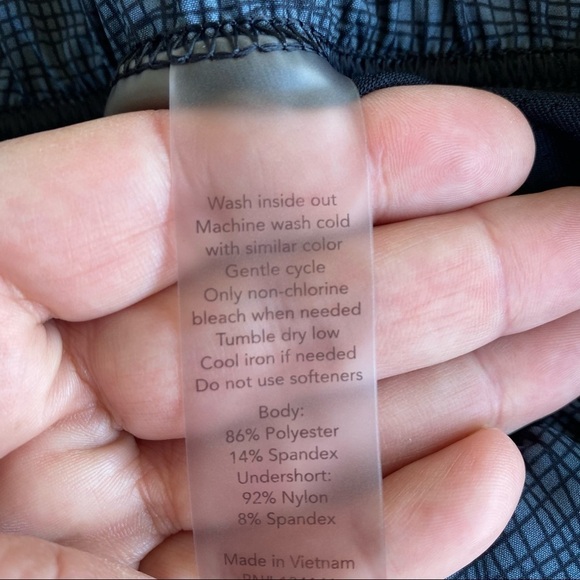 Wash inside out
Machine wash cold
with similar color
Gentle cycle
Only non-chlorine
bleach when needed
Tumble dry low
Cool iron if needed
Do not use softeners
Body:
86% Polyester
14% Spandex
Undershort:
92% Nylon
8% Spandex
Made in Vietnam